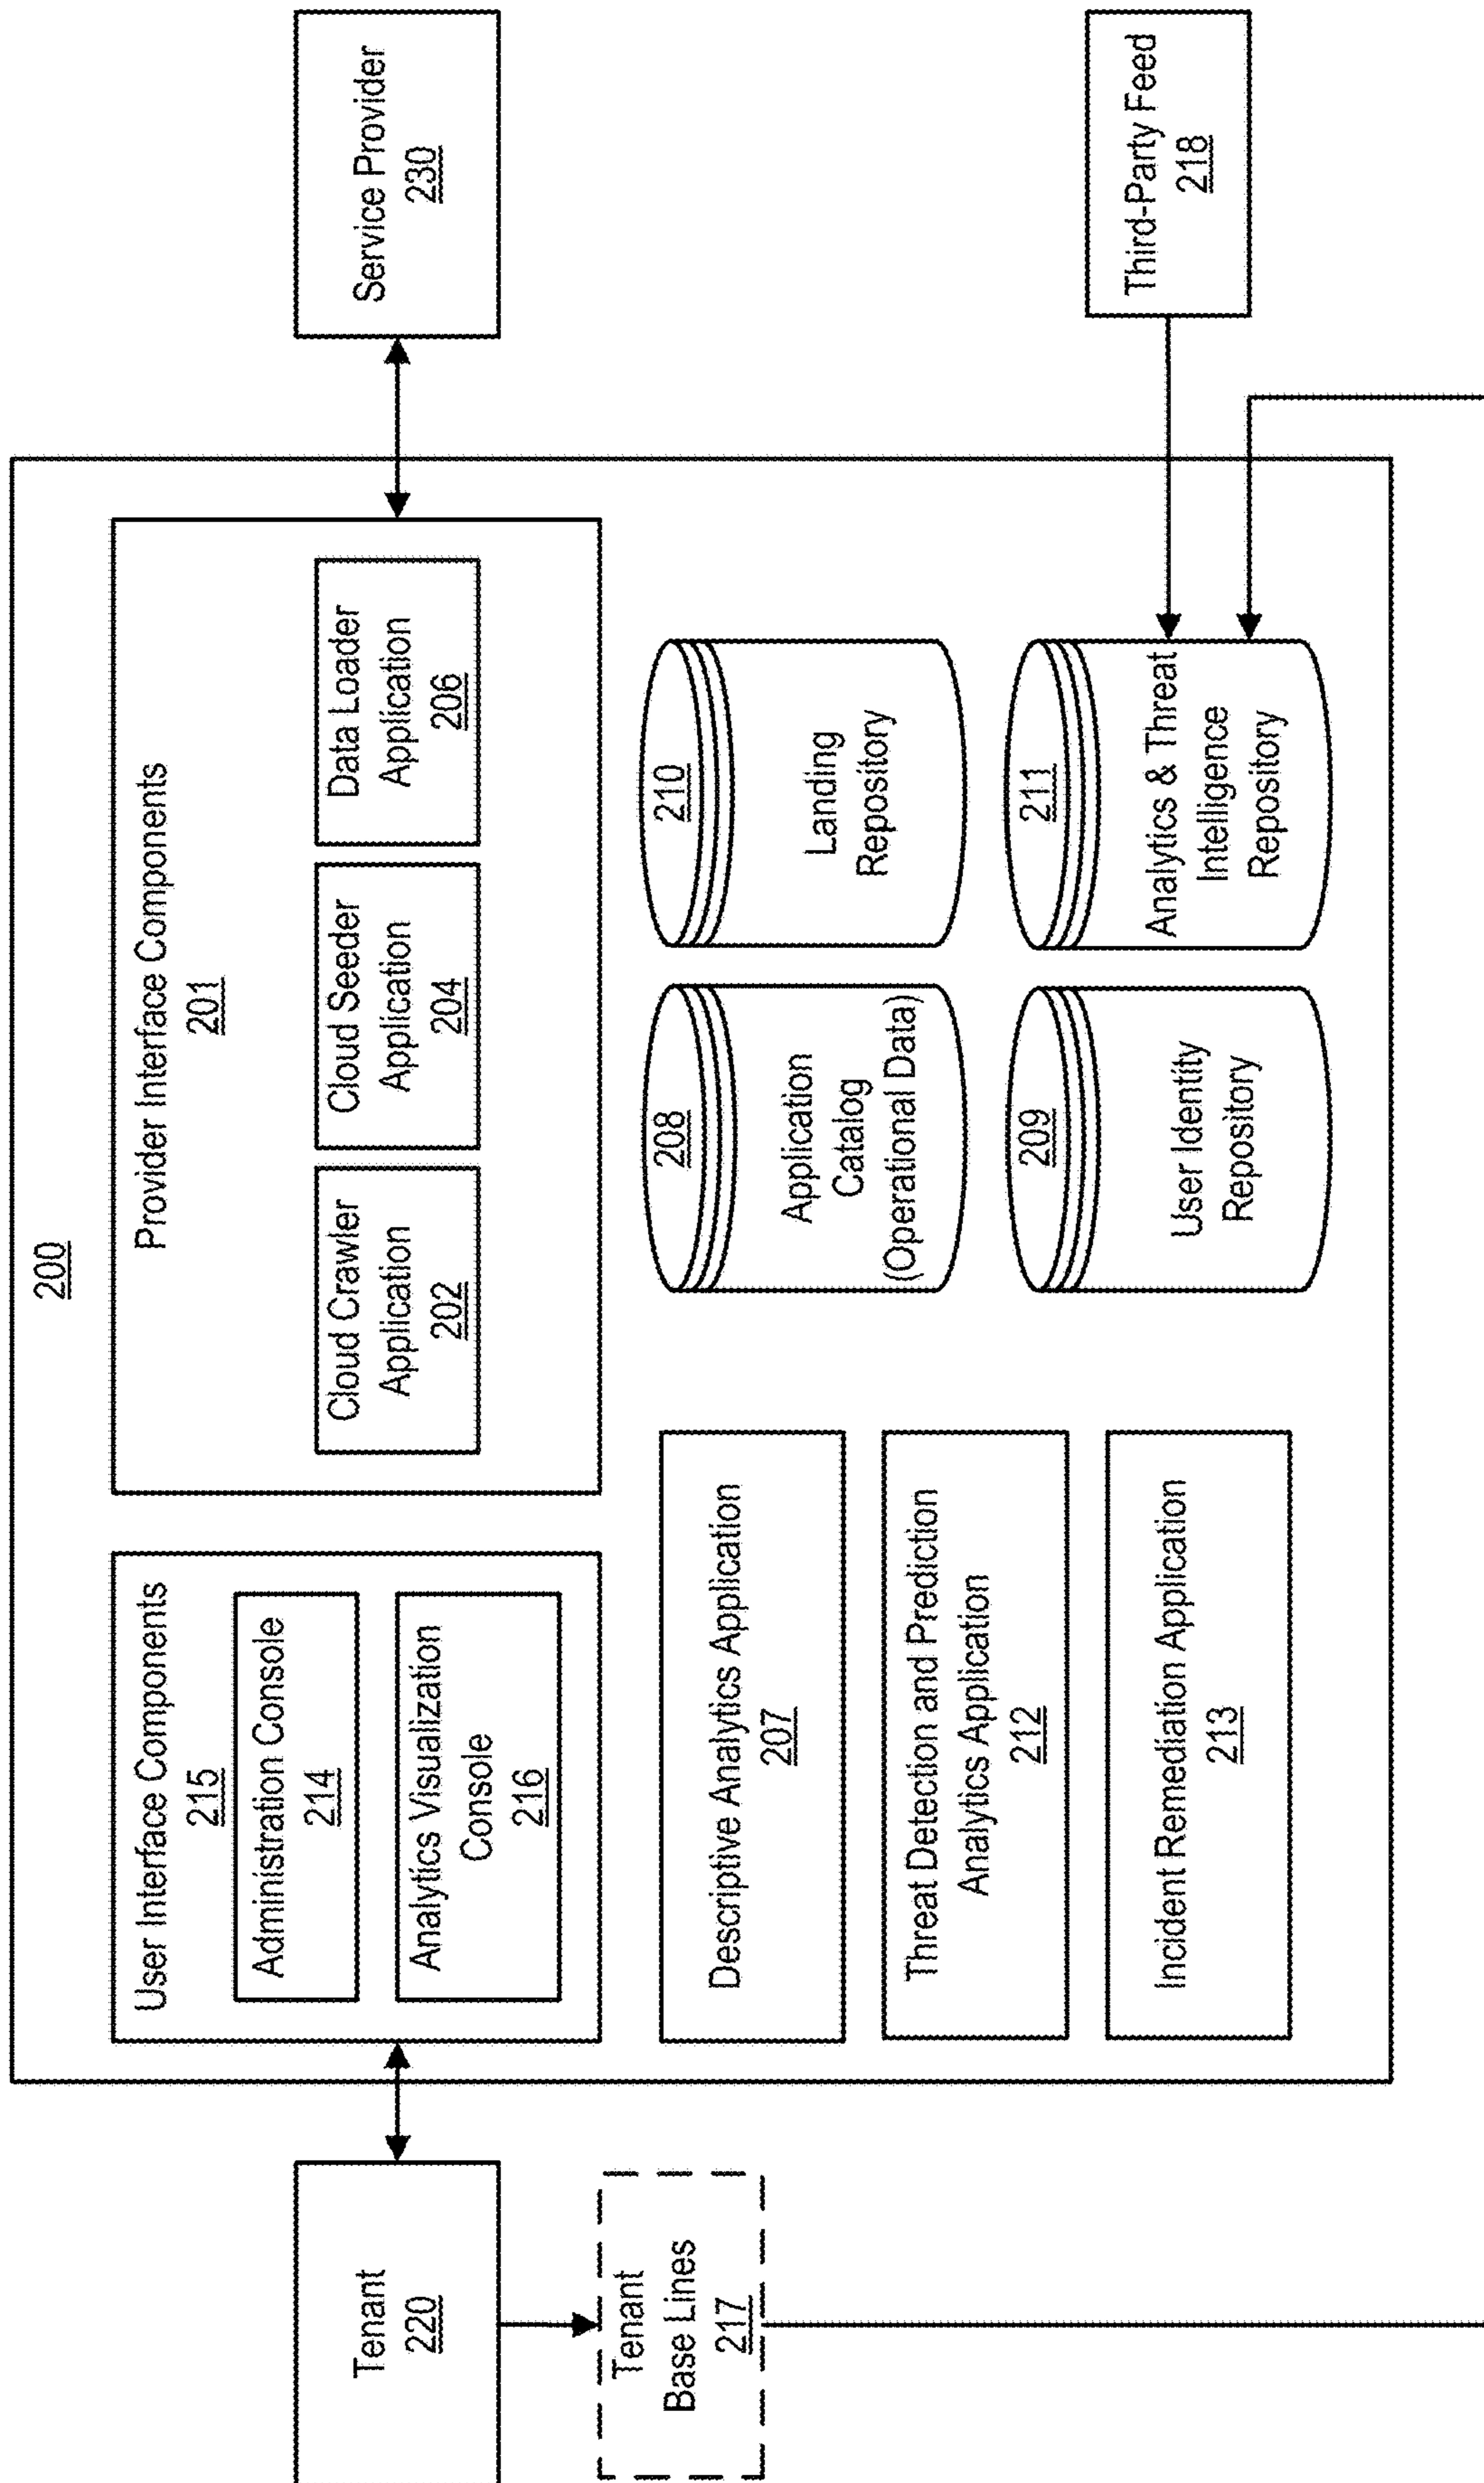 200
Tenant
220
Tenant
Base Lines
217
User Interface Components
215
Administration Console
214
Analytics Visualization
Console
216
Provider Interface Components
201
Cloud Crawler
Application
202
Cloud Seeder
Application
204
Data Loader
Application
206
Service Provider
230
Descriptive Analytics Application
207
Threat Detection and Prediction
Analytics Application
212
Incident Remediation Application
213
208
Application
Catalog
(Operational Data)
210
Landing
Repository
209
User Identity
Repository
211
Analytics & Threat
Intelligence
Repository
Third-Party Feed
218